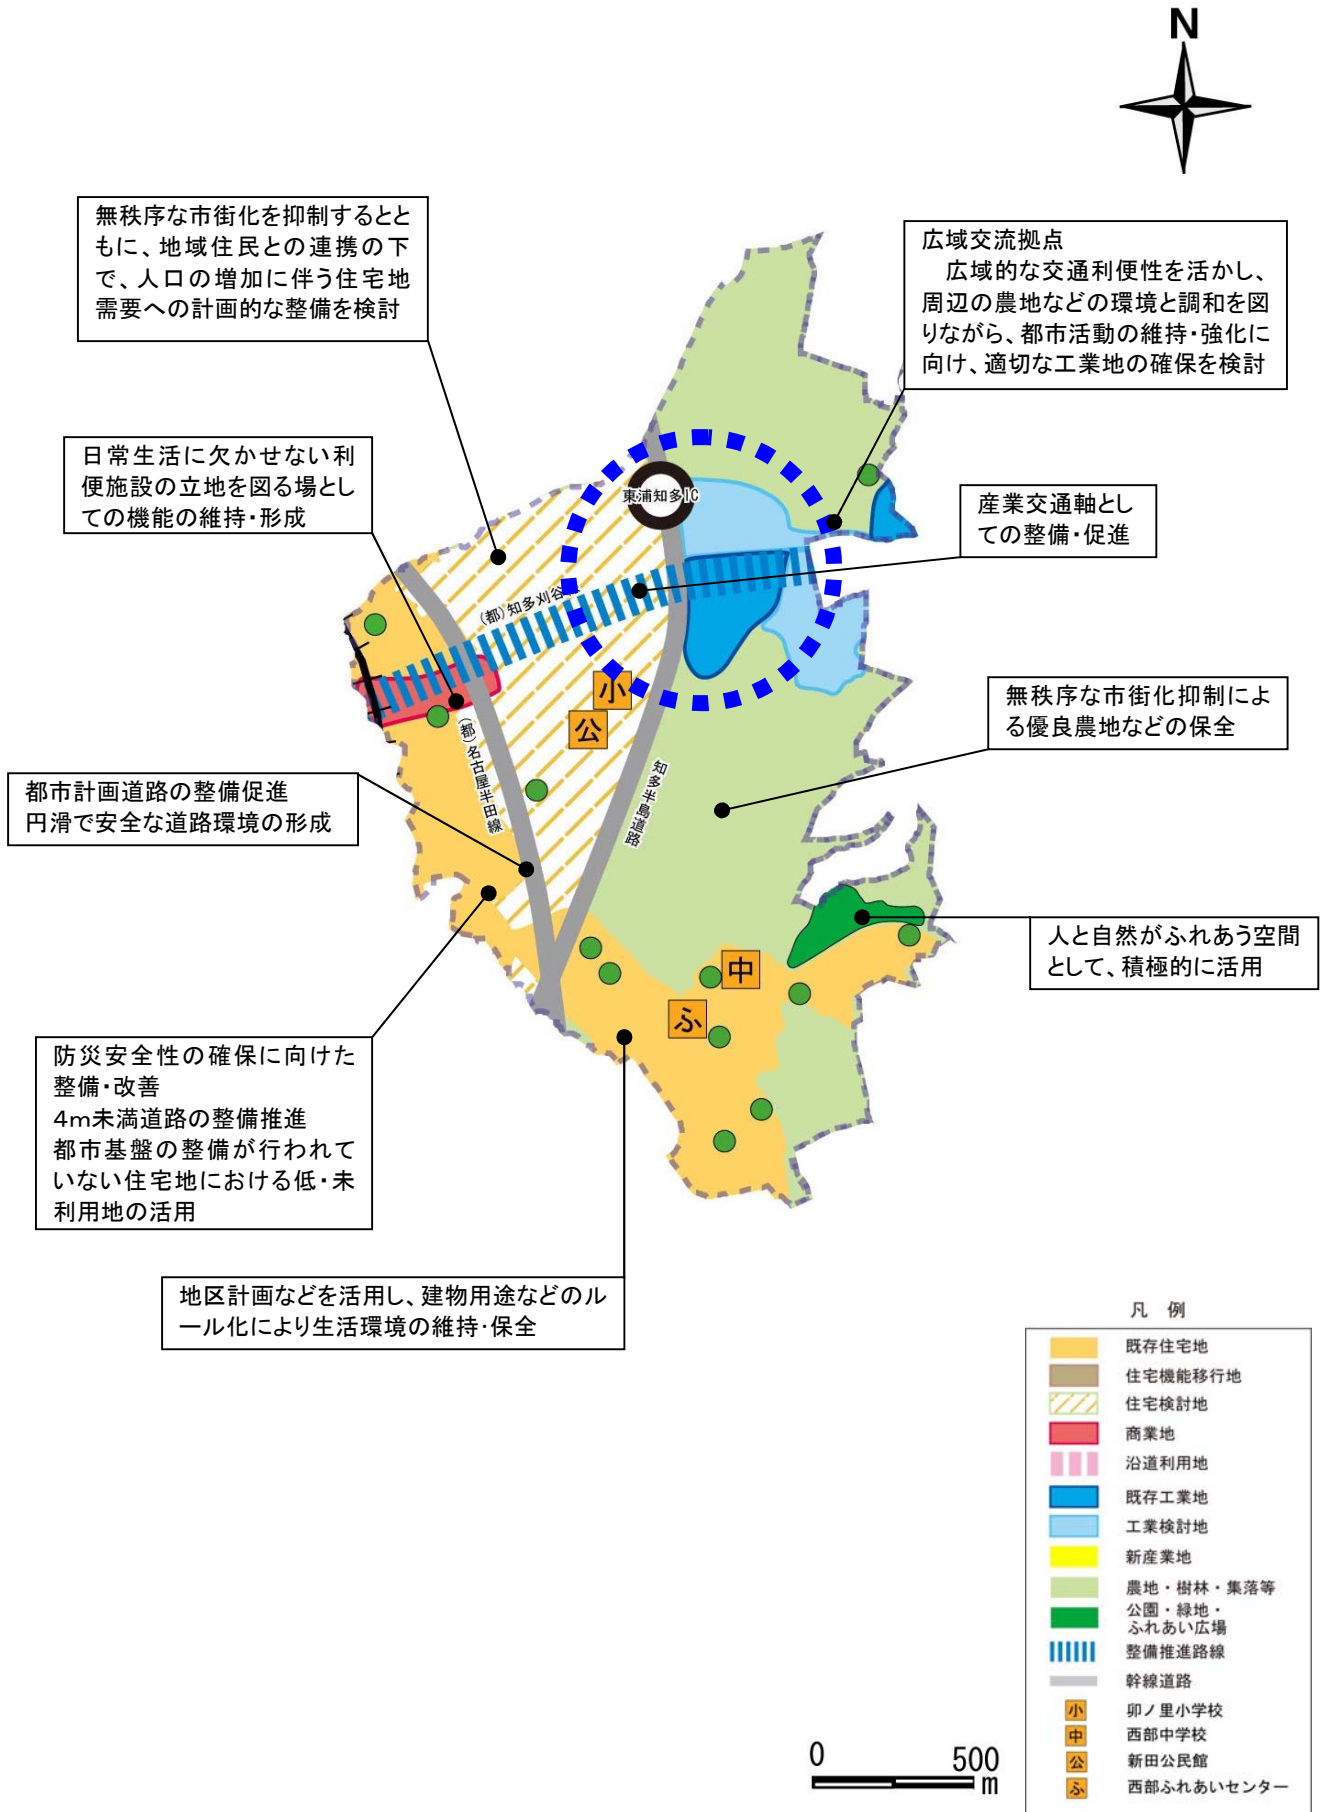 N
無秩序な市街化を抑制するとと
もに、地域住民との連携の下
で、人口の増加に伴う住宅地
需要への計画的な整備を検討
広域交流拠点
広域的な交通利便性を活かし、
周辺の農地などの環境と調和を図
りながら、都市活動の維持・強化に
向け、適切な工業地の確保を検討
日常生活に欠かせない利
便施設の立地を図る場とし
ての機能の維持・形成
東浦知多IC
産業交通軸とし
ての整備・促進
(都)知多刈谷
小
公
無秩序な市街化抑制によ
る優良農地などの保全
(都)名古屋半田線
知多半島道路
都市計画道路の整備促進
円滑で安全な道路環境の形成
人と自然がふれあう空間
として、積極的に活用
中
ふ
防災安全性の確保に向けた
整備・改善
4m未満道路の整備推進
都市基盤の整備が行われて
いない住宅地における低・未
利用地の活用
地区計画などを活用し、建物用途などのル
ール化により生活環境の維持・保全
凡 例
既存住宅地
住宅機能移行地
住宅検討地
商業地
沿道利用地
既存工業地
工業検討地
新産業地
農地・樹林・集落等
公園・緑地・
ふれあい広場
整備推進路線
幹線道路
小 卯ノ里小学校
中 西部中学校
公 新田公民館
ふ 西部ふれあいセンター
0 500
m